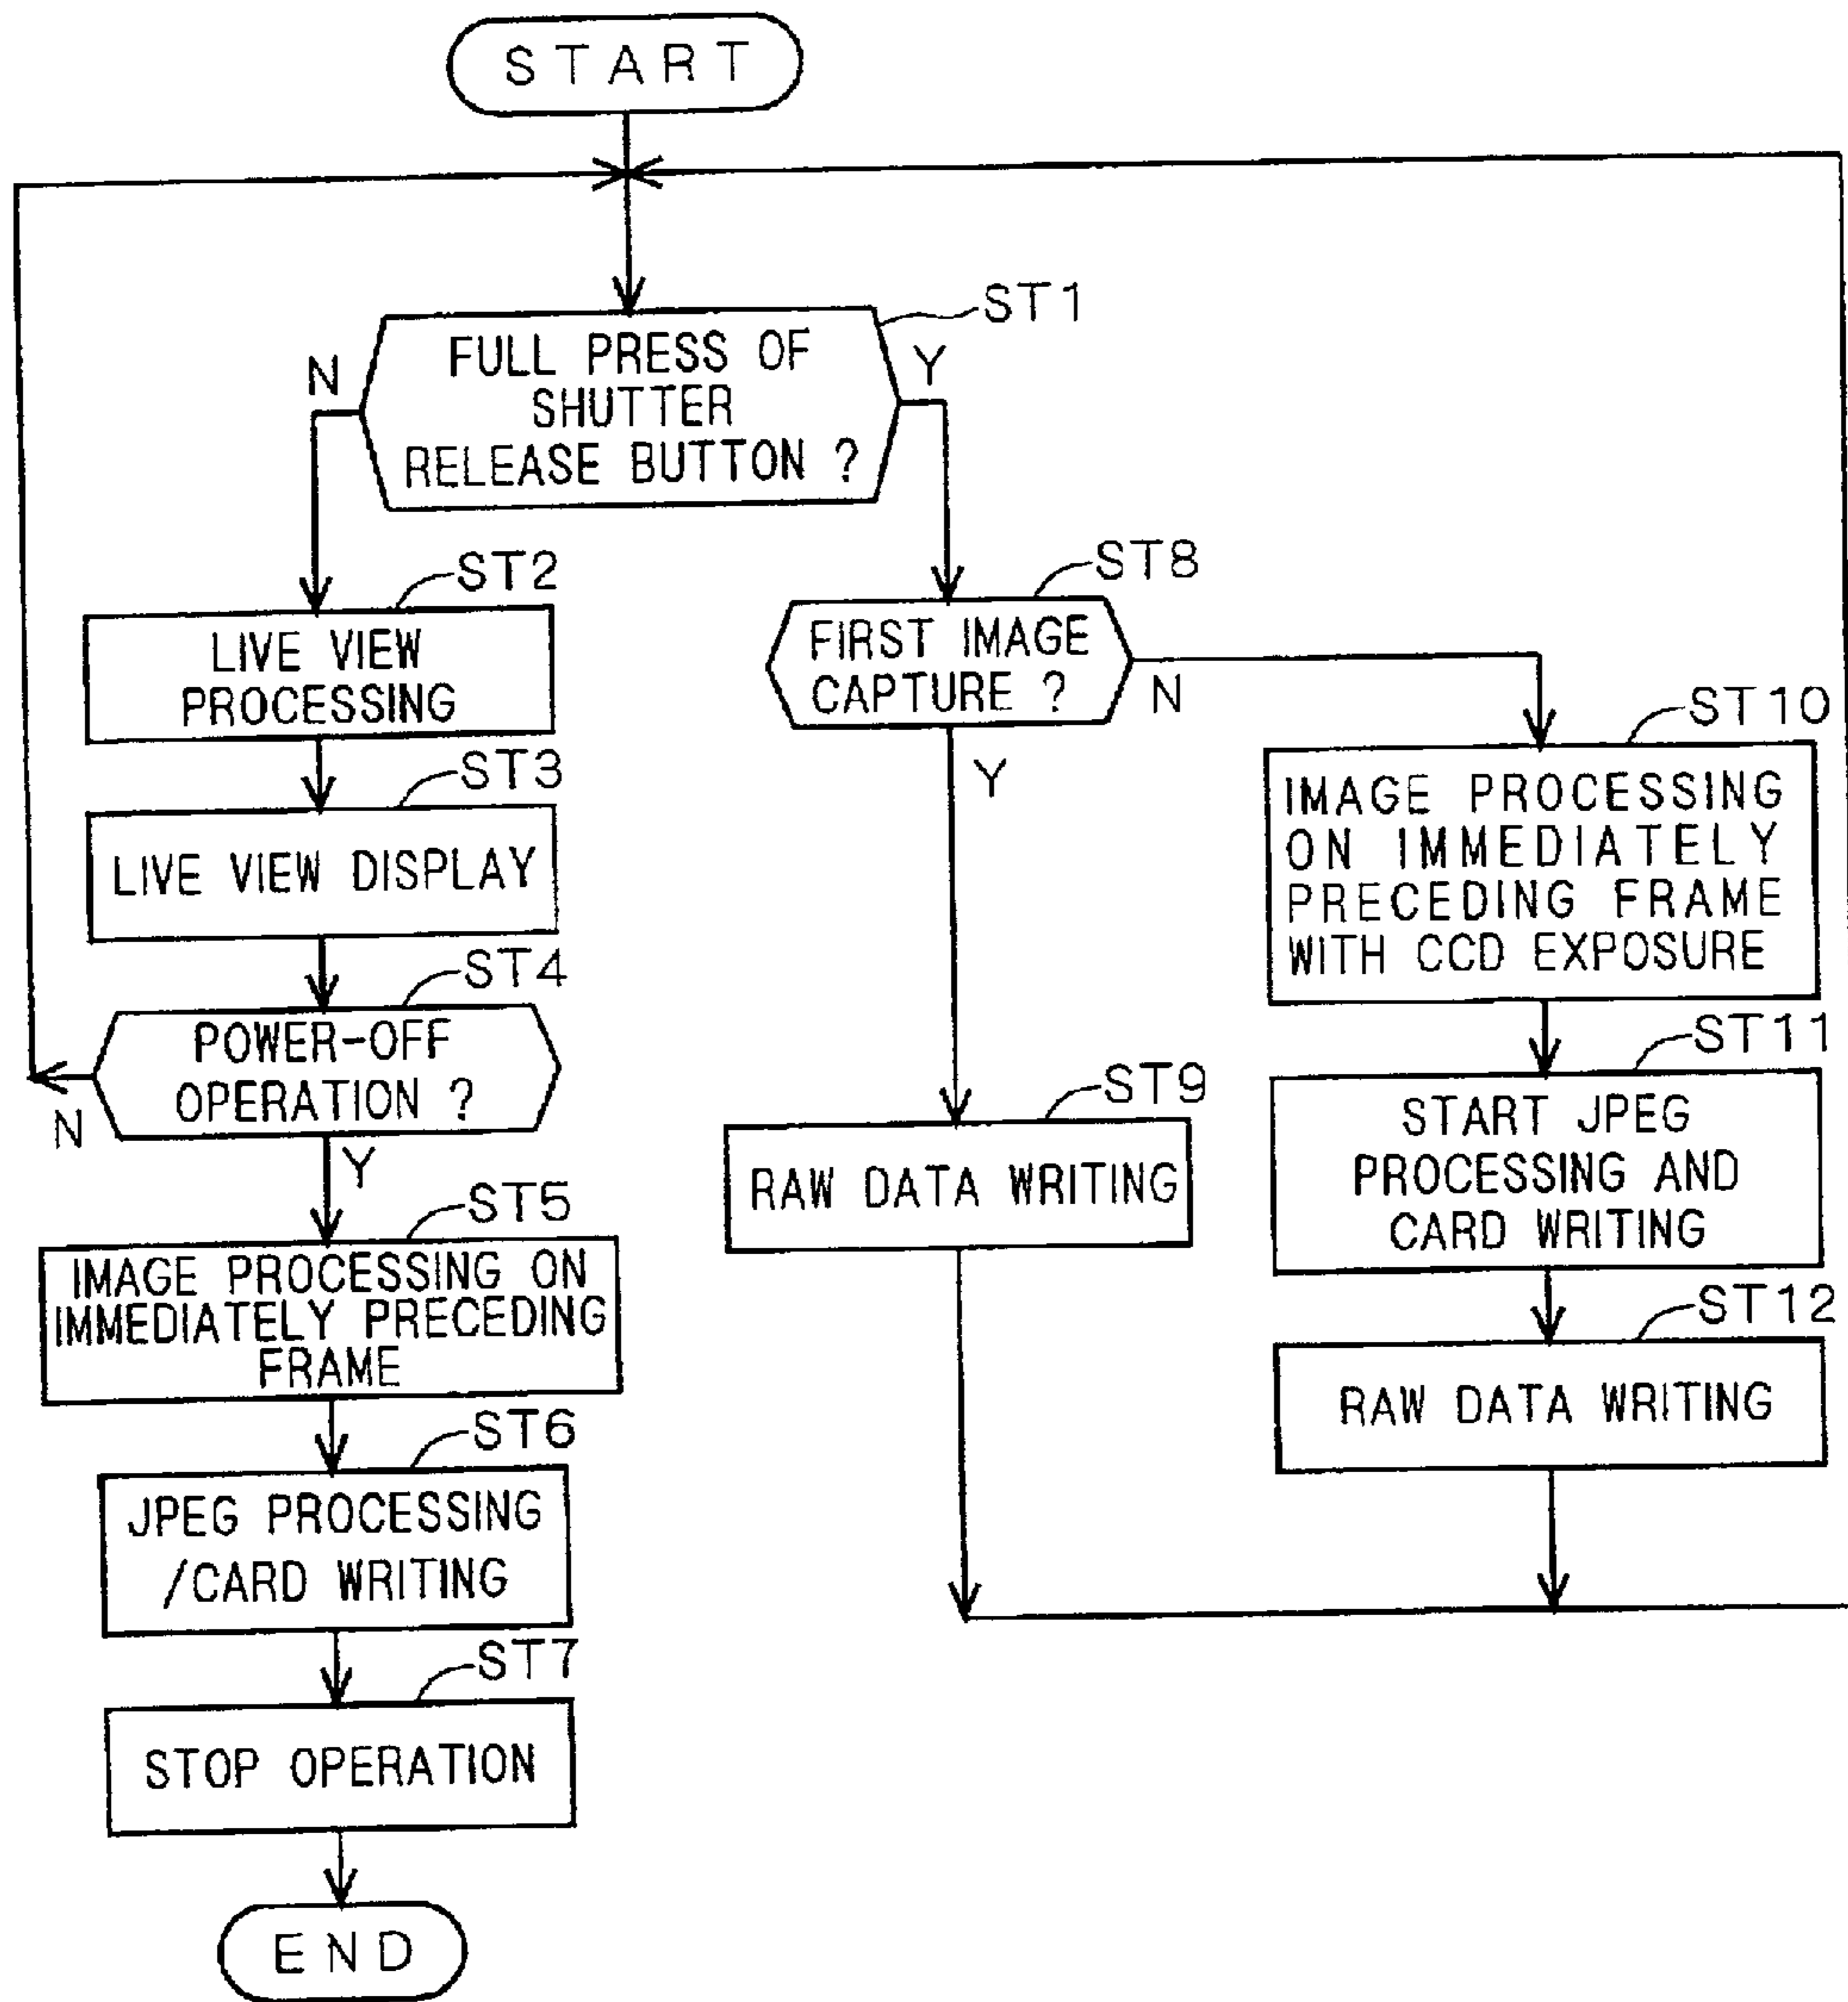 START
ST1
FULL PRESS OF
SHUTTER
RELEASE BUTTON ?
N
Y
ST2
LIVE VIEW
PROCESSING
ST3
LIVE VIEW DISPLAY
ST4
POWER-OFF
OPERATION ?
N
Y
ST5
IMAGE PROCESSING ON
IMMEDIATELY PRECEDING
FRAME
ST6
JPEG PROCESSING
/CARD WRITING
ST7
STOP OPERATION
END
ST8
FIRST IMAGE
CAPTURE ?
N
Y
ST9
RAW DATA WRITING
ST10
IMAGE PROCESSING
ON IMMEDIATELY
PRECEDING FRAME
WITH CCD EXPOSURE
ST11
START JPEG
PROCESSING AND
CARD WRITING
ST12
RAW DATA WRITING